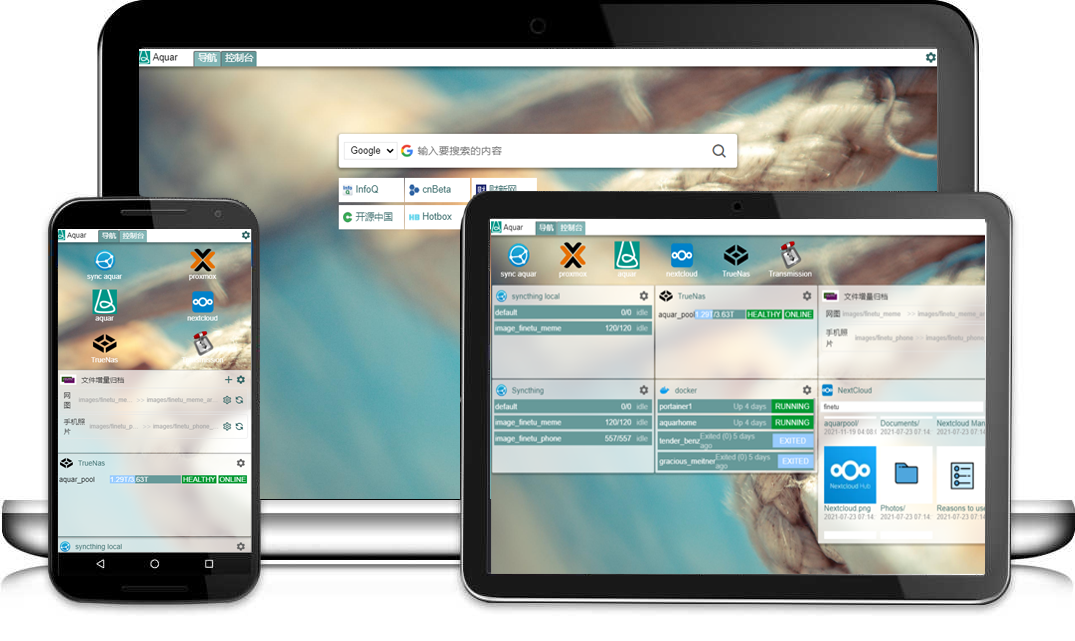 Aquar 导航 控制台
Google 输入要搜索的内容
InfoQ cnBeta 财新网
开源中国 Hotbox
Aquar 导航 控制台
sync aquar proxmox
aquar nextcloud
TrueNas
文件增量归档
网图 images/finetu_me... >> images/finetu_meme_ar...
手机照片 images/finetu_p... >> images/finetu_phone_
TrueNas
aquar_pool 1.29T/3.63T HEALTHY ONLINE
syncthing local
Aquar 导航 控制台
sync aquar proxmox aquar nextcloud TrueNas Transmission
syncthing local
default 0/0 idle
image_finetu_meme 120/120 idle
TrueNas
aquar_pool 1.29T/3.63T HEALTHY ONLINE
文件增量归档
网图 images/finetu_meme >> images/finetu_meme_
手机照片 images/finetu_phone >> images/finetu_phone
Syncthing
default 0/0 idle
image_finetu_meme 120/120 idle
image_finetu_phone 557/557 idle
docker
portainer1 Up 4 days RUNNING
aquarhome Up 4 days RUNNING
tender_benz Exited (0) 5 days ago EXITED
gracious_meitner Exited (0) 5 days ago EXITED
NextCloud
finetu
aquarpool/ Documents/ Nextcloud Man
2021-11-19 04:08 2021-07-23 07:14 2021-07-23 07:14
Nextcloud Hub
Nextcloud.png Photos/ Reasons to use
2021-07-23 07:14 2021-07-23 07:14 2021-07-23 07:14